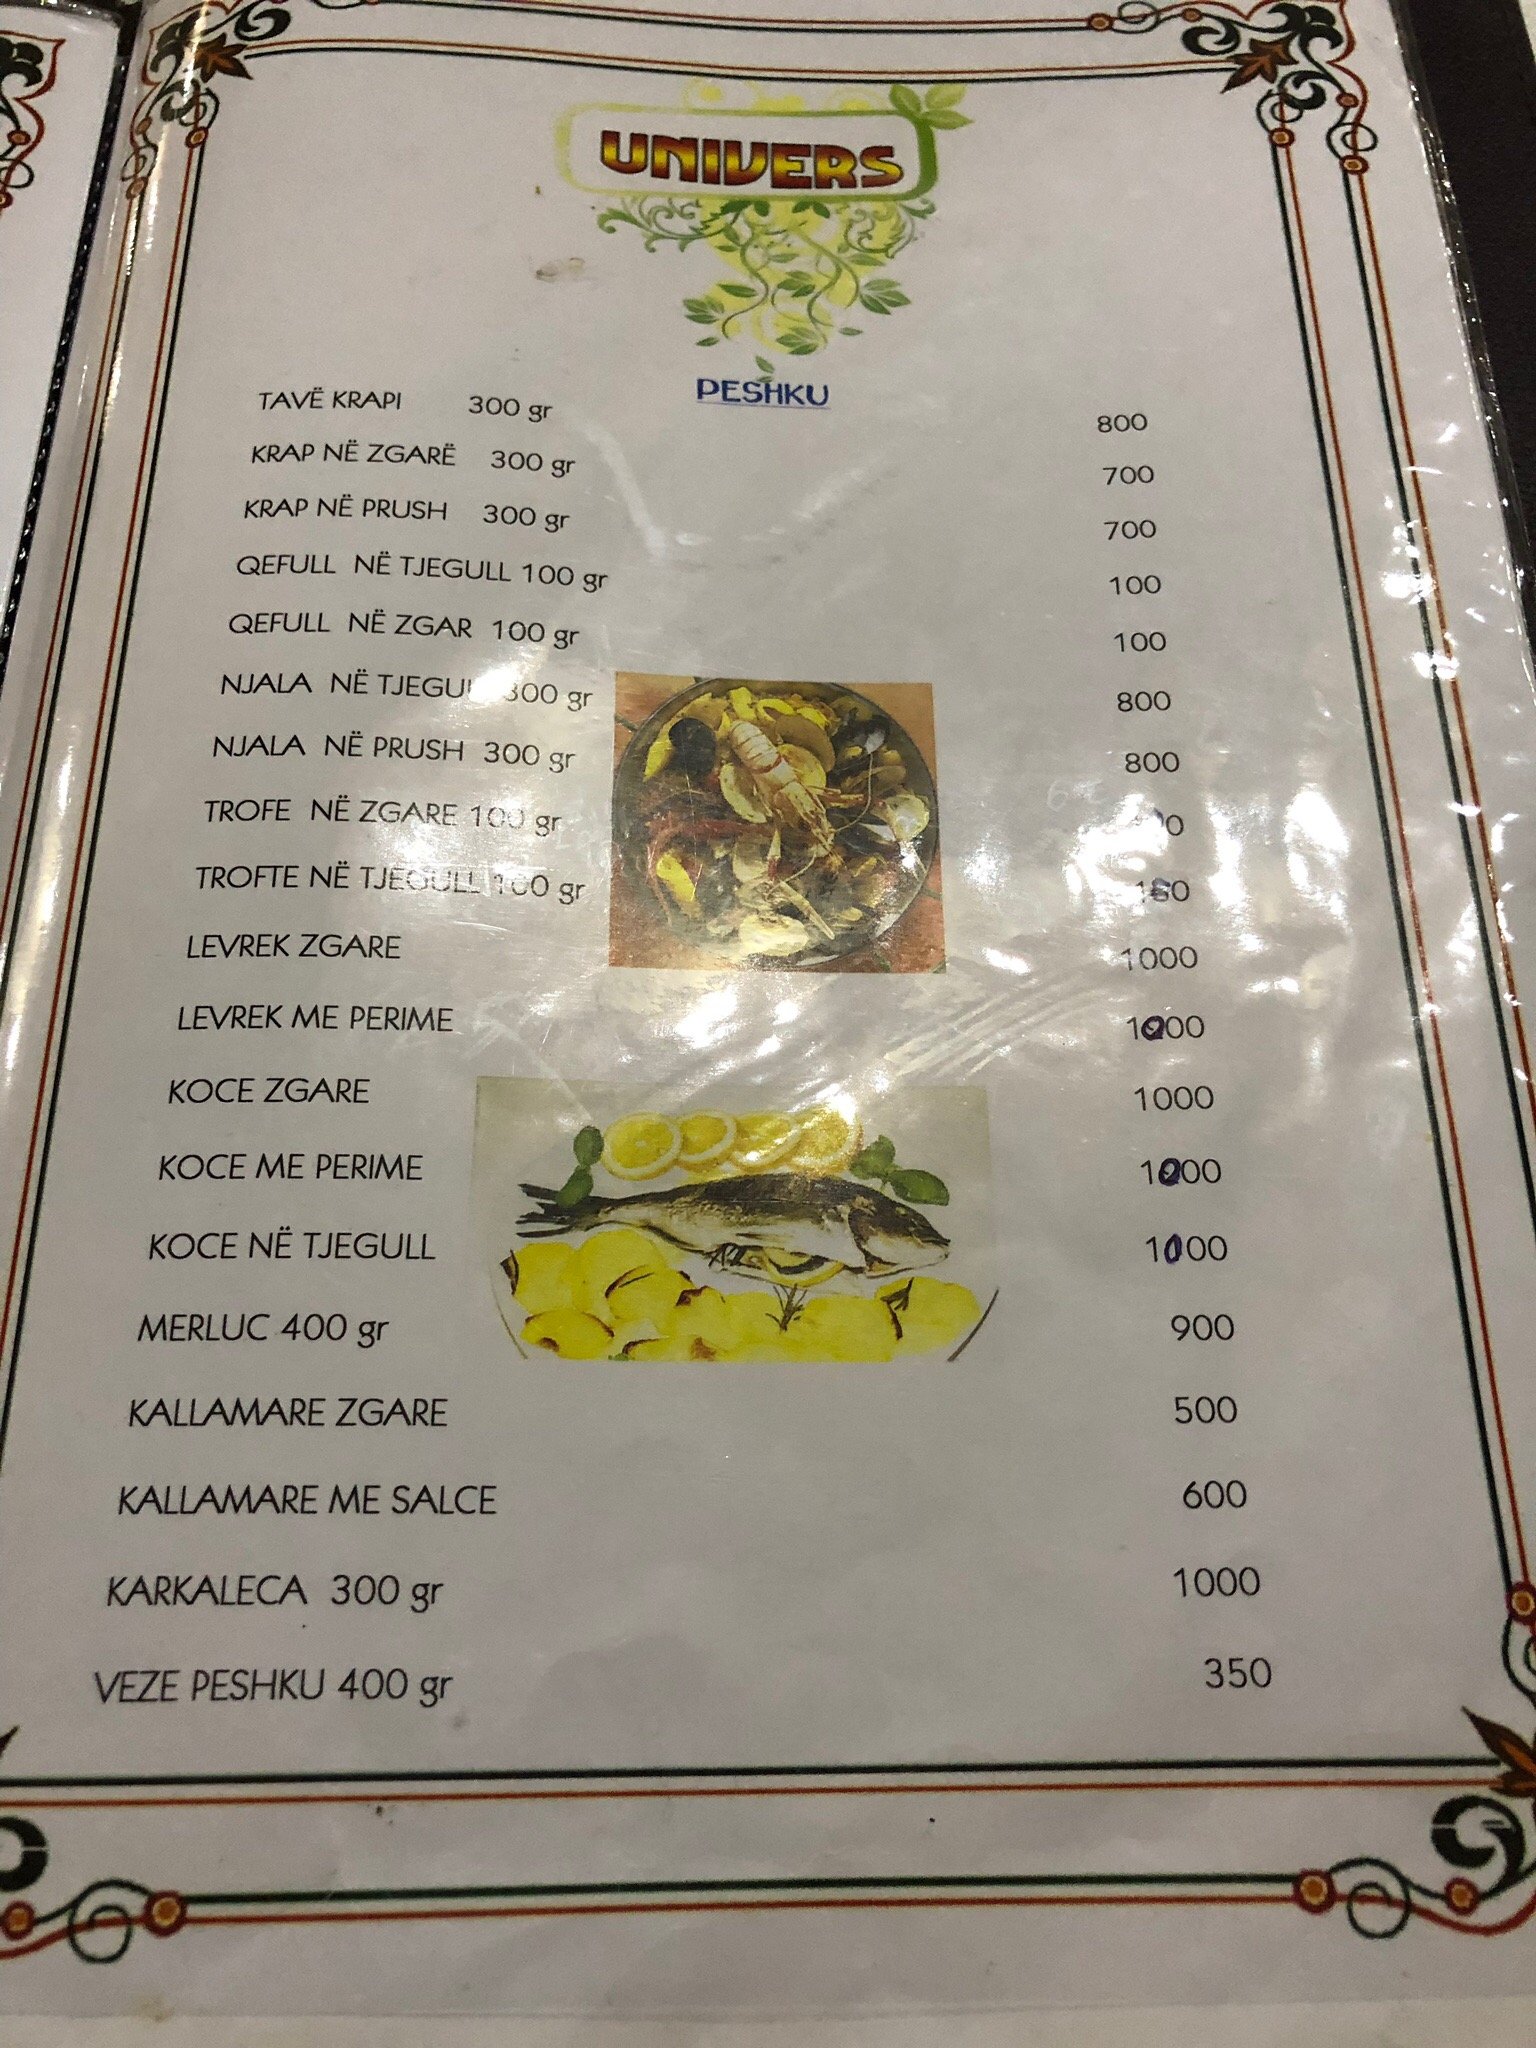 UNIVERS
PESHKU
TAVË KRAPI 300 gr 800
KRAP NË ZGARË 300 gr 700
KRAP NË PRUSH 300 gr 700
QEFULL NË TJEGULL 100 gr 100
QEFULL NË ZGAR 100 gr 100
NJALA NË 300 gr 800
NJALA NË PRUSH 300 gr 800
TROFE NË ZGARE 100 gr
TROFTE NË TJEGULL 100 gr
LEVREK ZGARE 1000
LEVREK ME PERIME
KOCE ZGARE 1000
KOCE ME PERIME
KOCE NË TJEGULL
MERLUC 400 gr 900
KALLAMARE ZGARE 500
KALLAMARE ME SALCE 600
KARKALECA 300 gr 1000
VEZE PESHKU 400 gr 350